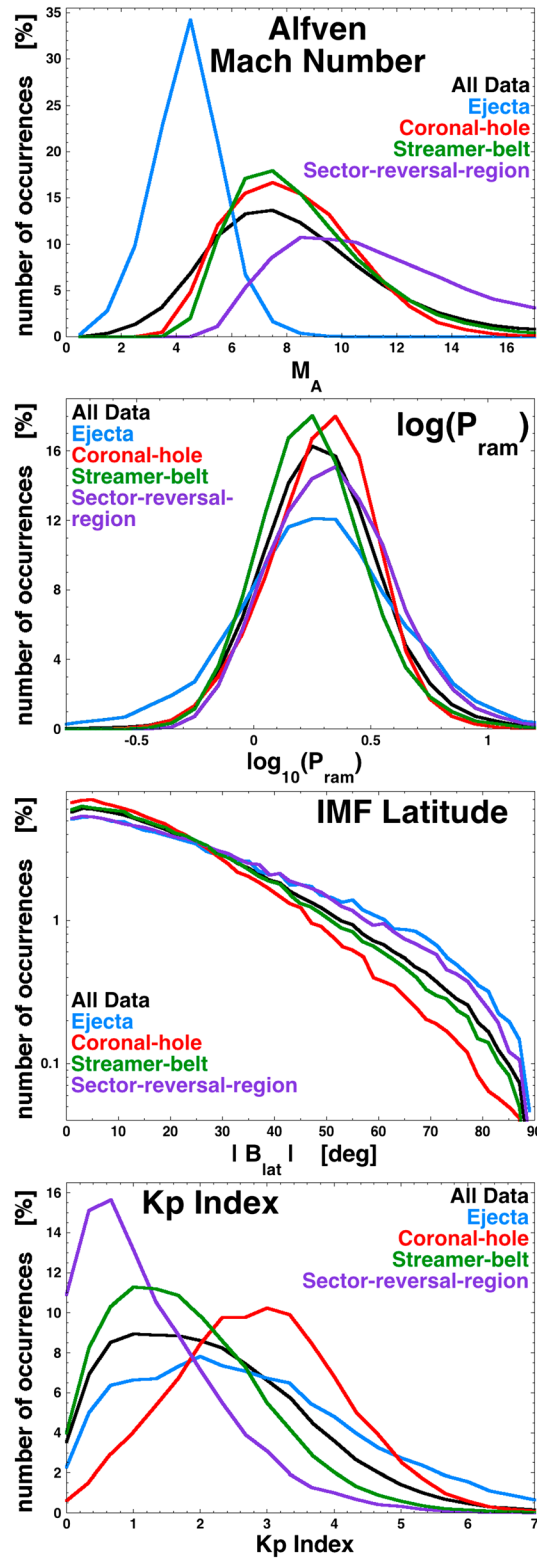 Alfven
Mach Number
All Data
Ejecta
Coronal-hole
Streamer-belt
Sector-reversal-region
number of occurrences [%]
35
30
25
20
15
10
5
0
0 2 4 6 8 10 12 14 16
M_A
log(P_ram)
All Data
Ejecta
Coronal-hole
Streamer-belt
Sector-reversal-
region
number of occurrences [%]
16
12
8
4
0
-0.5 0 0.5 1
log_10(P_ram)
IMF Latitude
number of occurrences [%]
1
0.1
All Data
Ejecta
Coronal-hole
Streamer-belt
Sector-reversal-region
0 10 20 30 40 50 60 70 80 90
| B_lat | [deg]
Kp Index
All Data
Ejecta
Coronal-hole
Streamer-belt
Sector-reversal-region
number of occurrences [%]
16
14
12
10
8
6
4
2
0
0 1 2 3 4 5 6 7
Kp Index